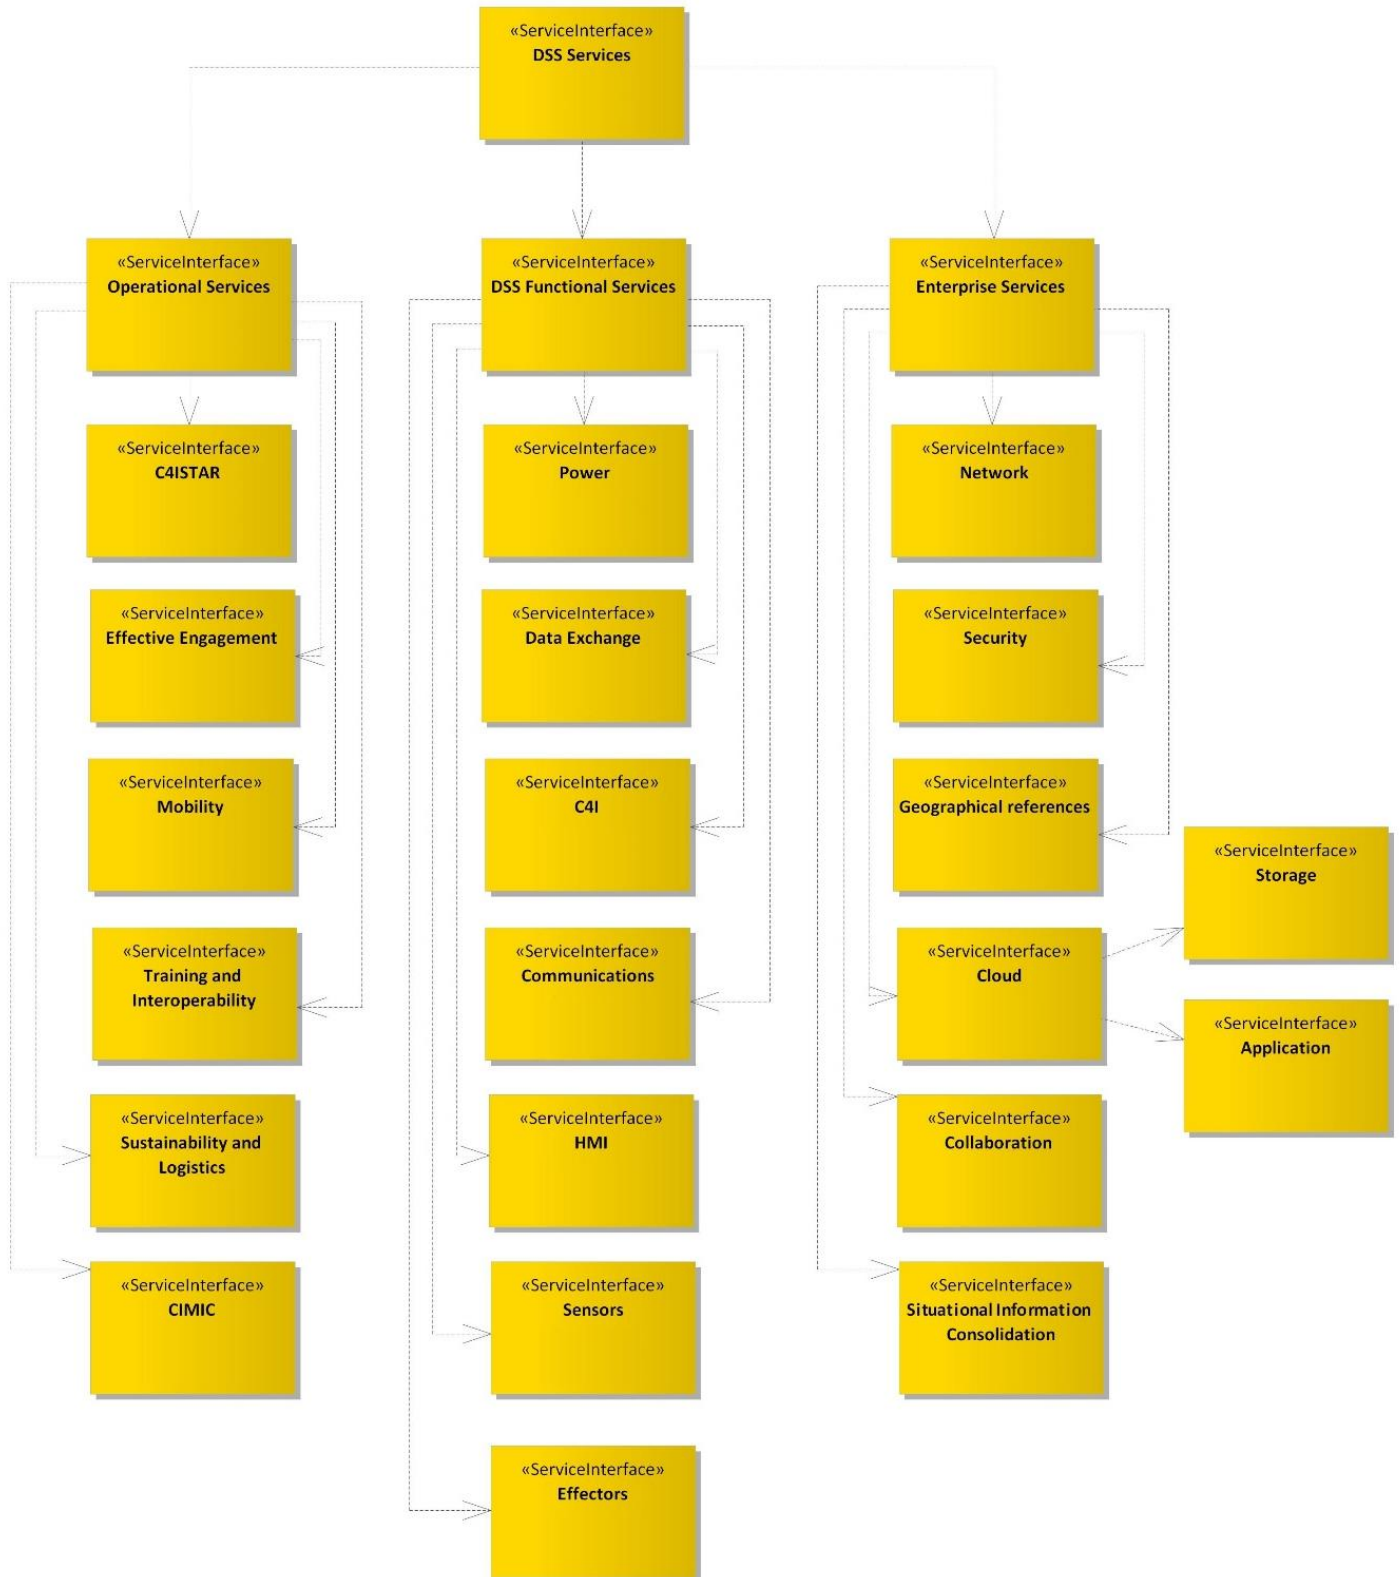 «ServiceInterface»
DSS Services
«ServiceInterface»
Operational Services
«ServiceInterface»
DSS Functional Services
«ServiceInterface»
Enterprise Services
«ServiceInterface»
C4ISTAR
«ServiceInterface»
Power
«ServiceInterface»
Network
«ServiceInterface»
Effective Engagement
«ServiceInterface»
Data Exchange
«ServiceInterface»
Security
«ServiceInterface»
Mobility
«ServiceInterface»
C4I
«ServiceInterface»
Geographical references
«ServiceInterface»
Storage
«ServiceInterface»
Training and
Interoperability
«ServiceInterface»
Communications
«ServiceInterface»
Cloud
«ServiceInterface»
Application
«ServiceInterface»
Sustainability and
Logistics
«ServiceInterface»
HMI
«ServiceInterface»
Collaboration
«ServiceInterface»
CIMIC
«ServiceInterface»
Sensors
«ServiceInterface»
Situational Information
Consolidation
«ServiceInterface»
Effectors